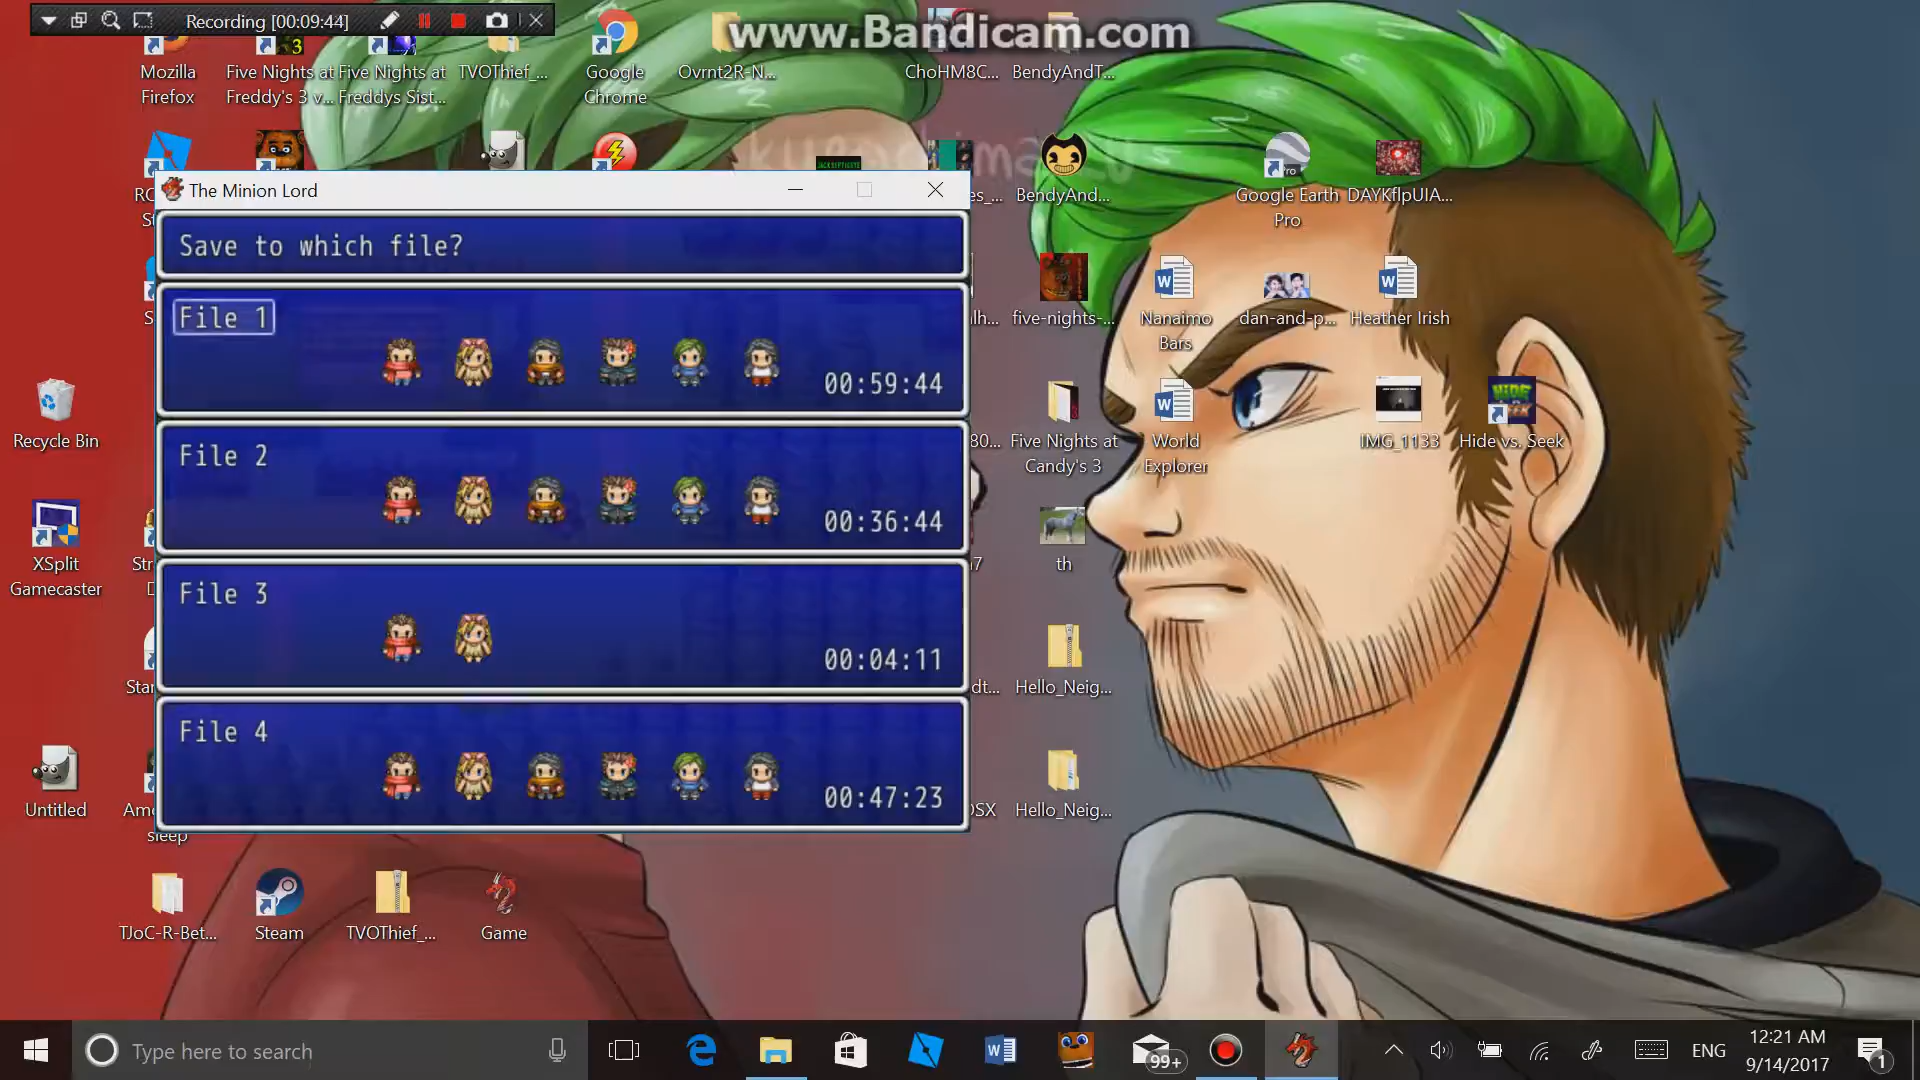 Recording [00:09:44]
www.Bandicam.com
Mozilla
Firefox
Five Nights at
Freddy's 3 v...
Five Nights at
Freddys Sist...
TVOThief_...
Google
Chrome
Ovrnt2R-N...
ChoHM8C...
BendyAndT...
BendyAnd...
Google Earth
Pro
DAYKflpUIA...
The Minion Lord
Save to which file?
File 1
00:59:44
File 2
00:36:44
File 3
00:04:11
File 4
00:47:23
five-nights-...
Nanaimo
Bars
dan-and-p...
Heather Irish
Recycle Bin
Five Nights at
Candy's 3
World
Explorer
IMG_1133
Hide vs. Seek
XSplit
Gamecaster
th
Hello_Neig...
Untitled
sleep
Hello_Neig...
TJoC-R-Bet...
Steam
TVOThief_...
Game
Type here to search
99+
ENG
12:21 AM
9/14/2017
1